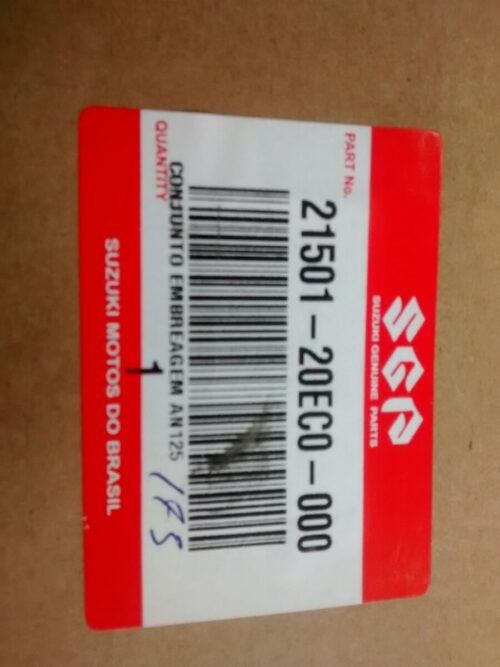 SGP
SUZUKI GENUINE PARTS
PART No.
21501-20EC0-000
CONJUNTO EMBREAGEM AN125
QUANTITY
1
SUZUKI MOTOS DO BRASIL